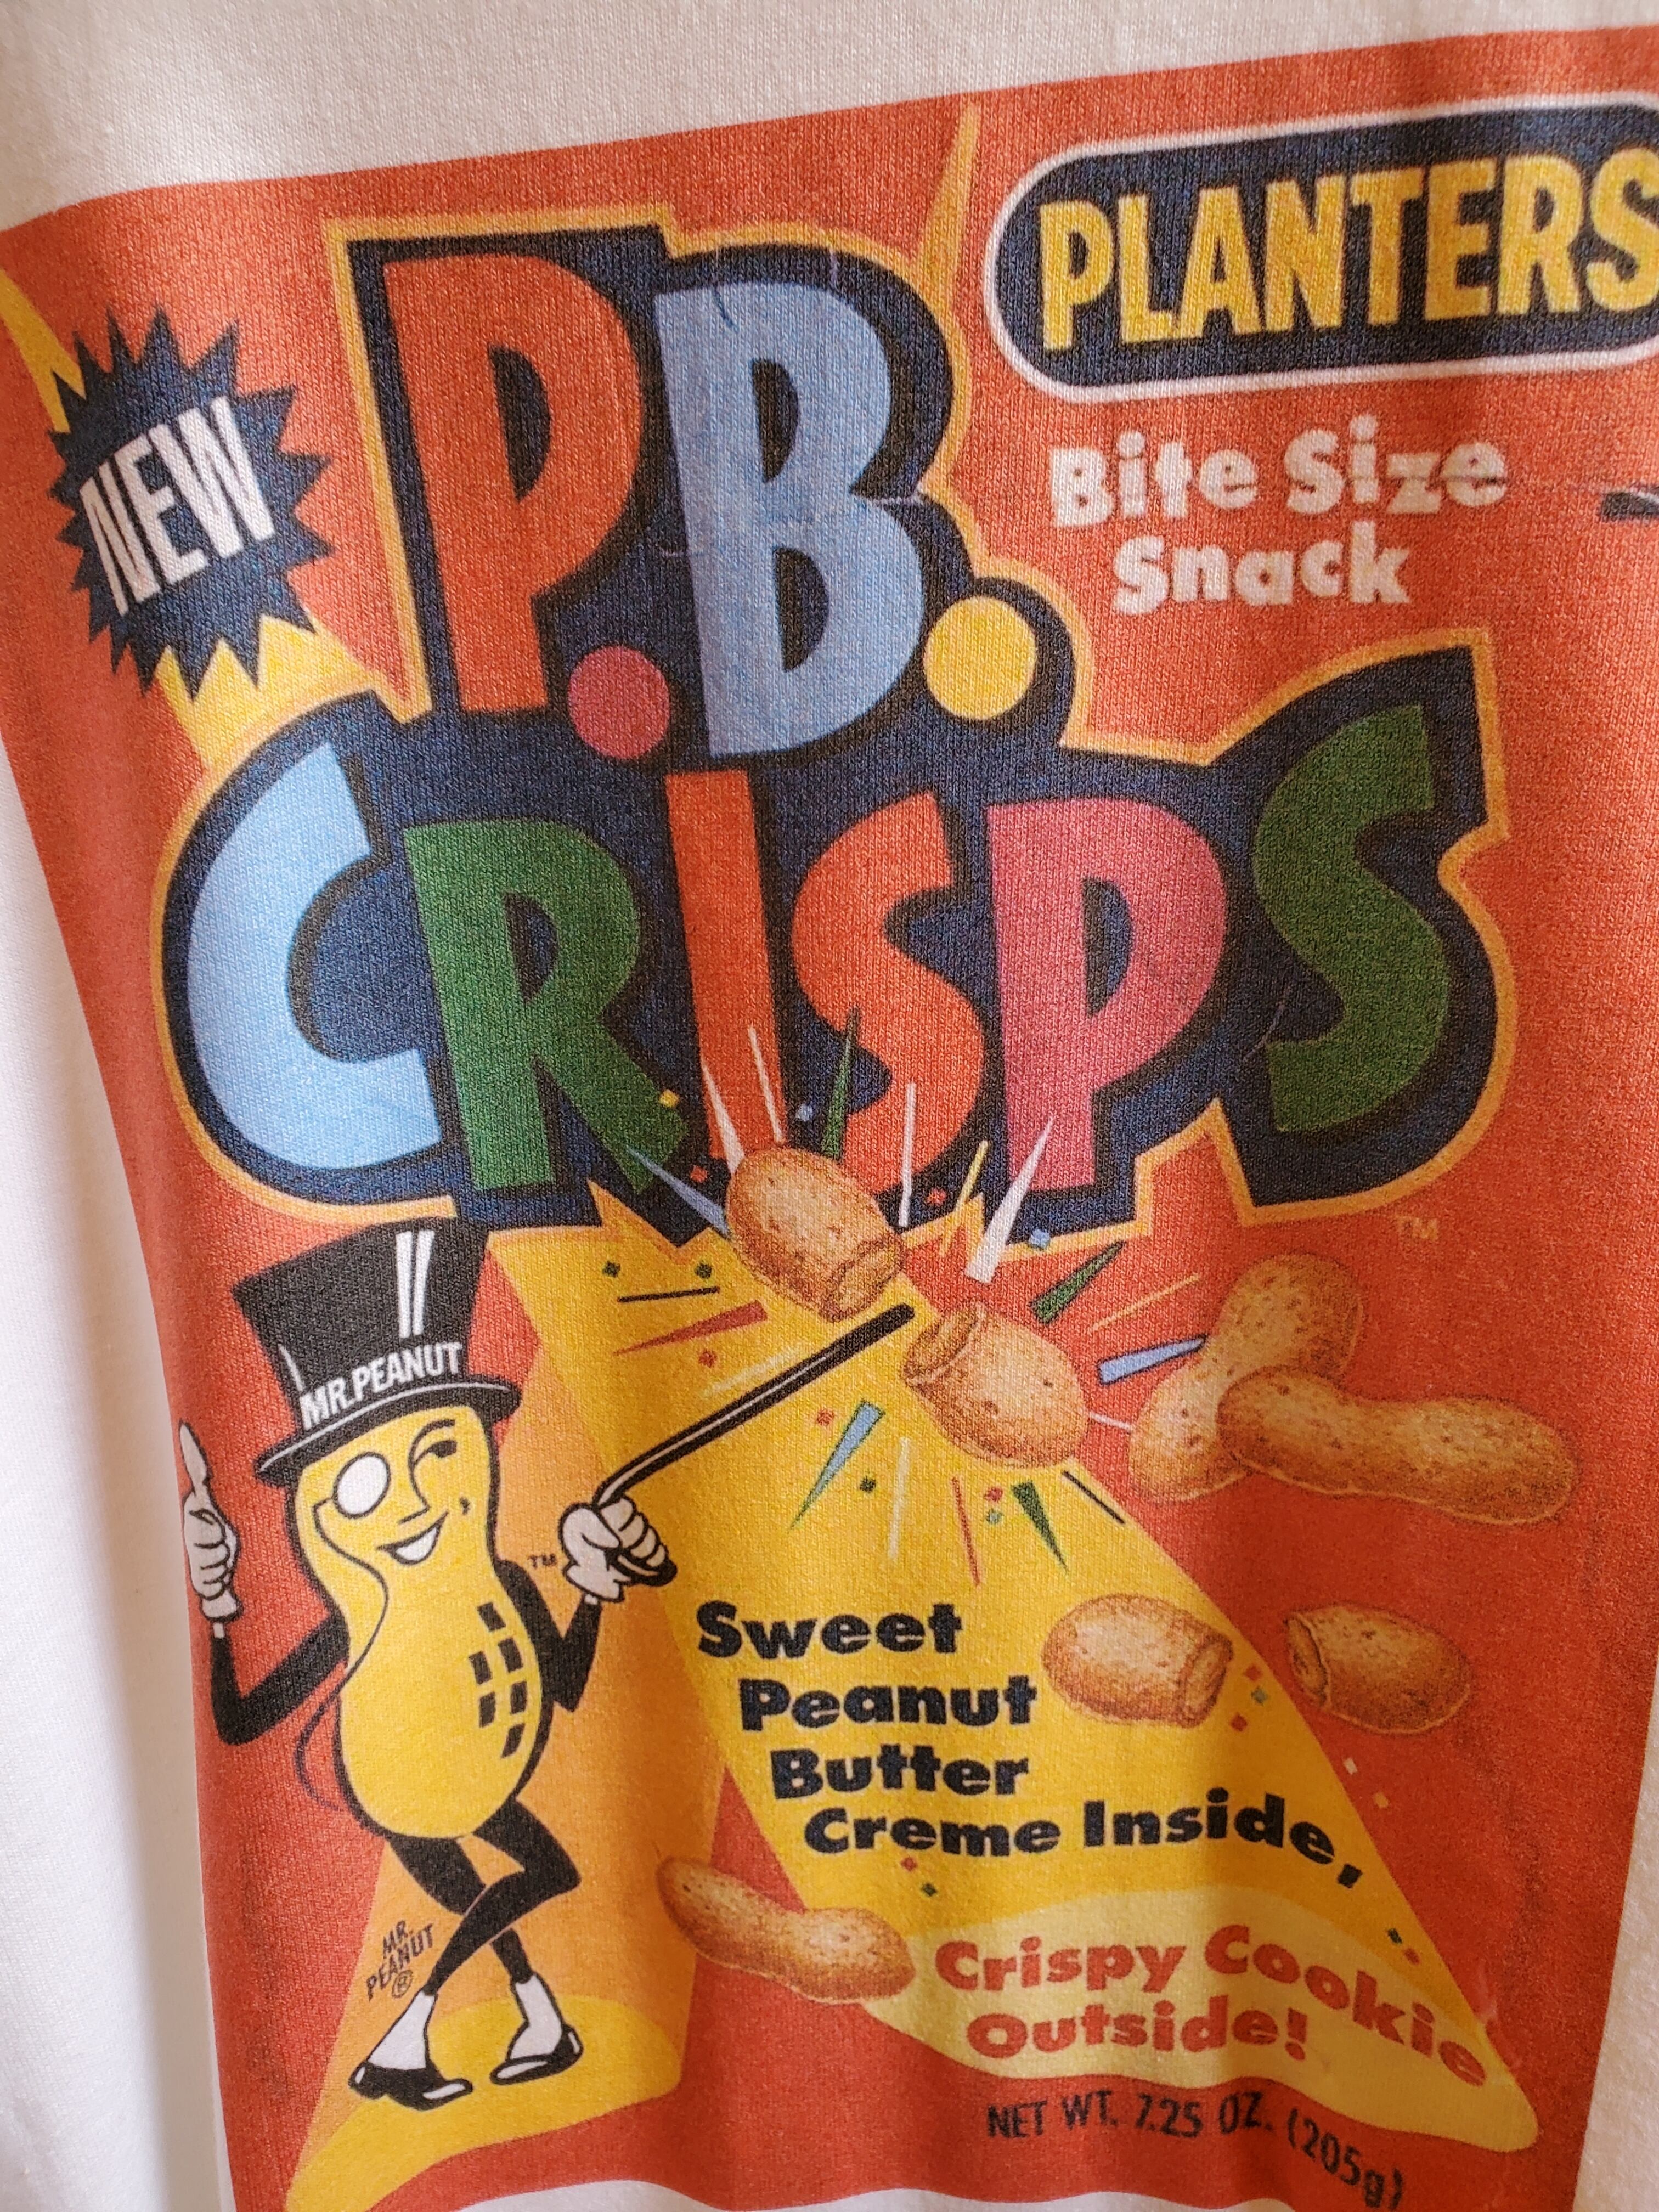 PLANTERS
P.B.
CRISPS
TM
NEW
Bite Size
Snack
MR. PEANUT
TM
Sweet
Peanut
Butter
Creme Inside,
Crispy Cookie
Outside!
MR.
PEANUT
®
NET WT. 7.25 OZ. (205g)